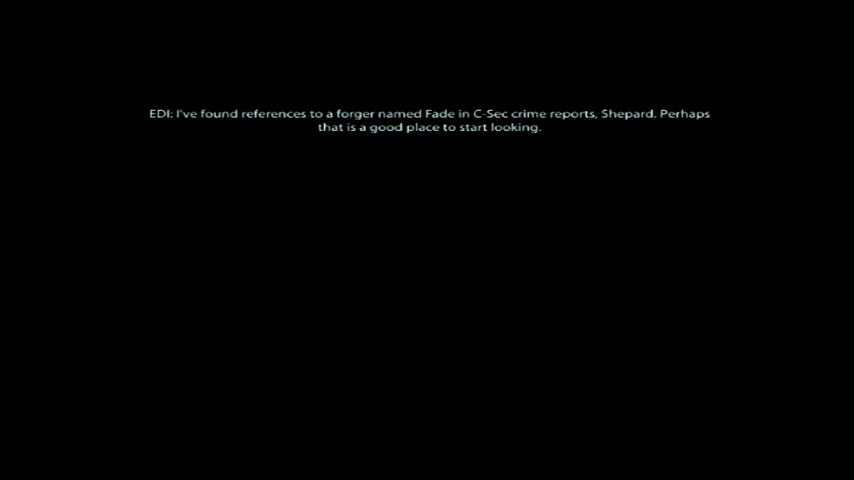 EDI: I've found references to a forger named Fade in C-Sec crime reports, Shepard. Perhaps
that is a good place to start looking.